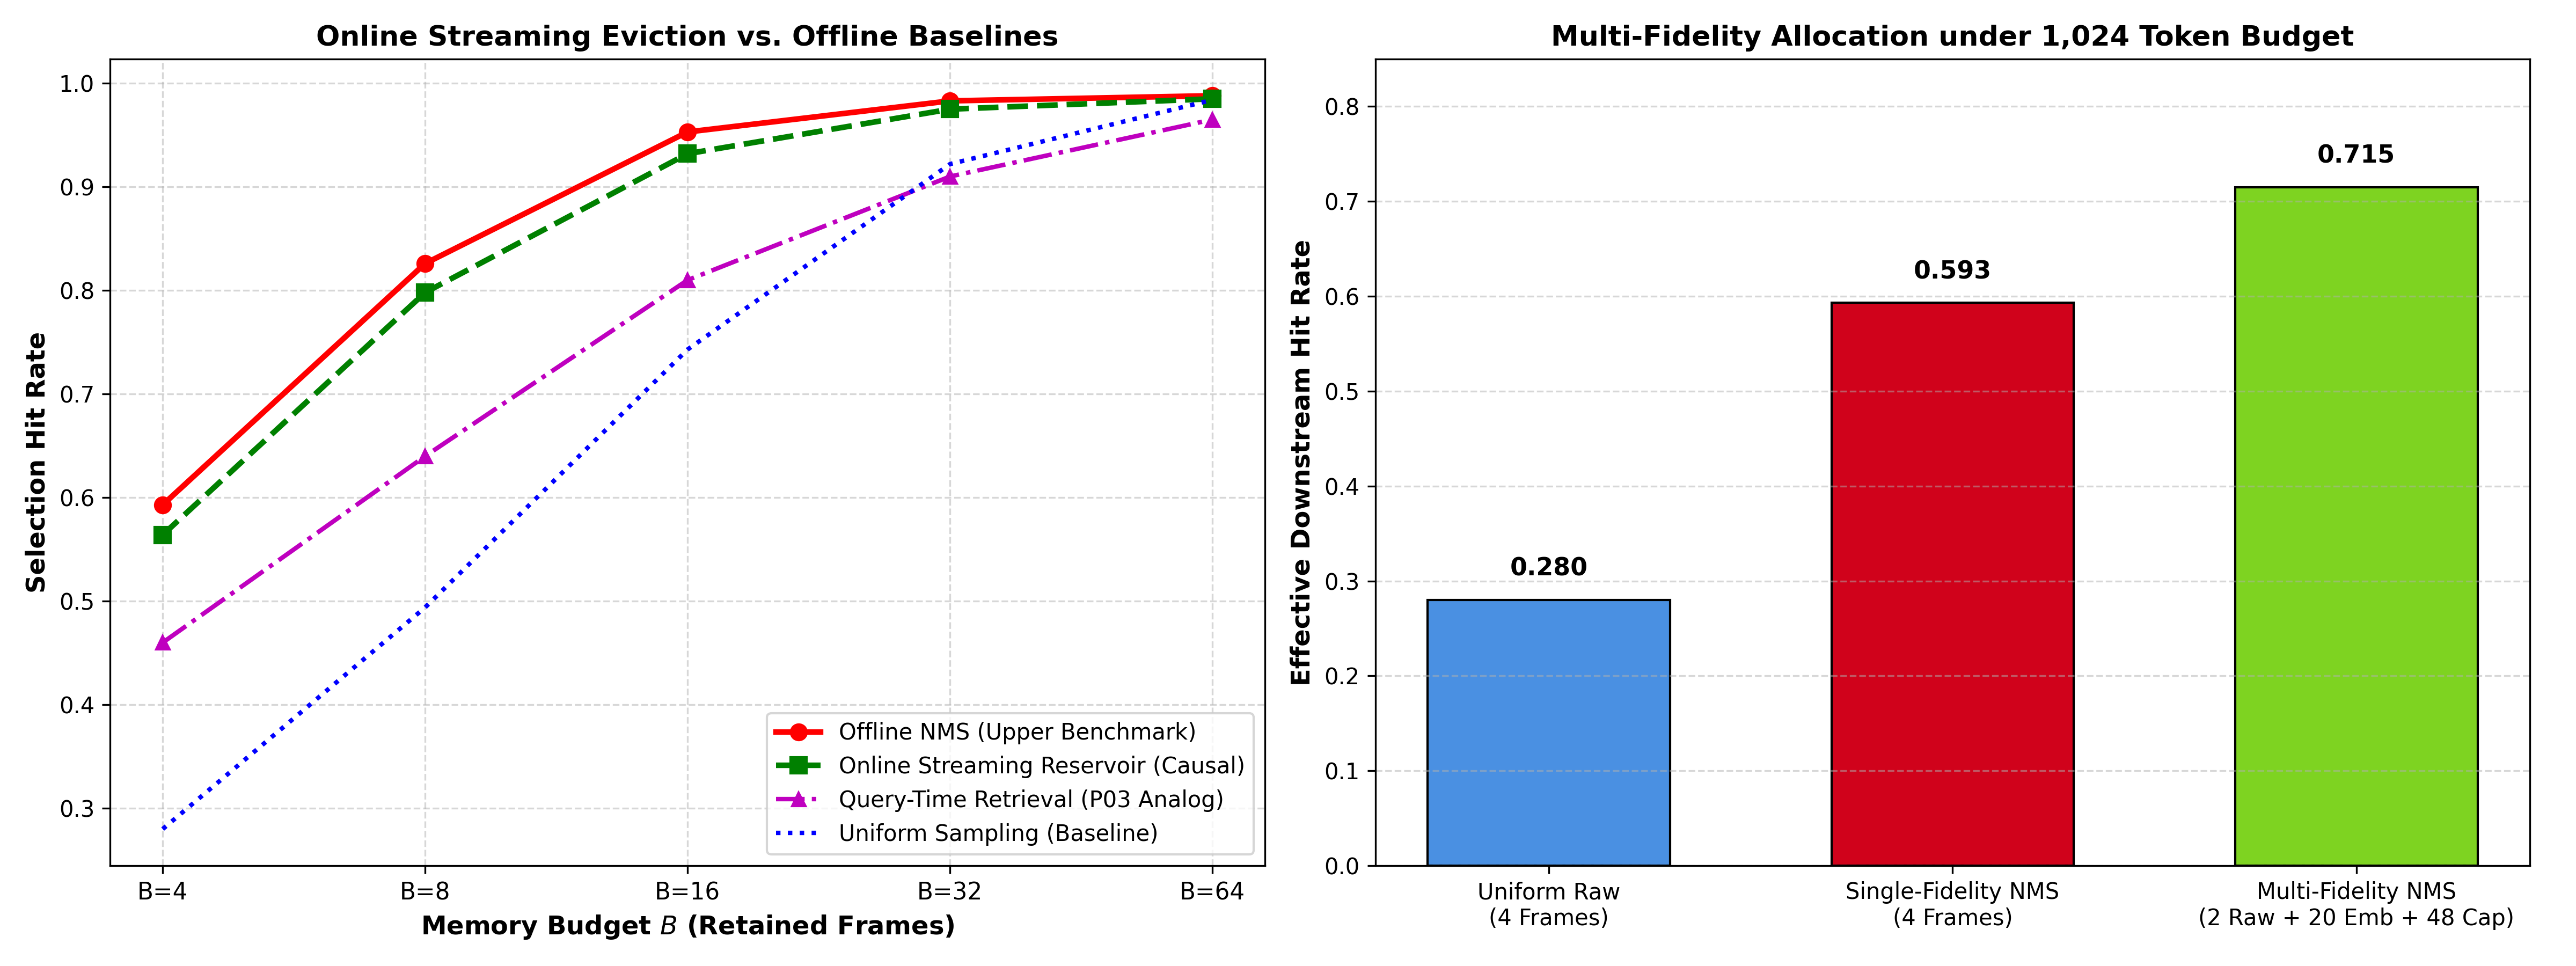 Online Streaming Eviction vs. Offline Baselines
Selection Hit Rate
1.0
0.9
0.8
0.7
0.6
0.5
0.4
0.3
Offline NMS (Upper Benchmark)
Online Streaming Reservoir (Causal)
Query-Time Retrieval (P03 Analog)
Uniform Sampling (Baseline)
B=4
B=8
B=16
B=32
B=64
Memory Budget B (Retained Frames)
Multi-Fidelity Allocation under 1,024 Token Budget
Effective Downstream Hit Rate
0.8
0.7
0.6
0.5
0.4
0.3
0.2
0.1
0.0
0.280
0.593
0.715
Uniform Raw
(4 Frames)
Single-Fidelity NMS
(4 Frames)
Multi-Fidelity NMS
(2 Raw + 20 Emb + 48 Cap)